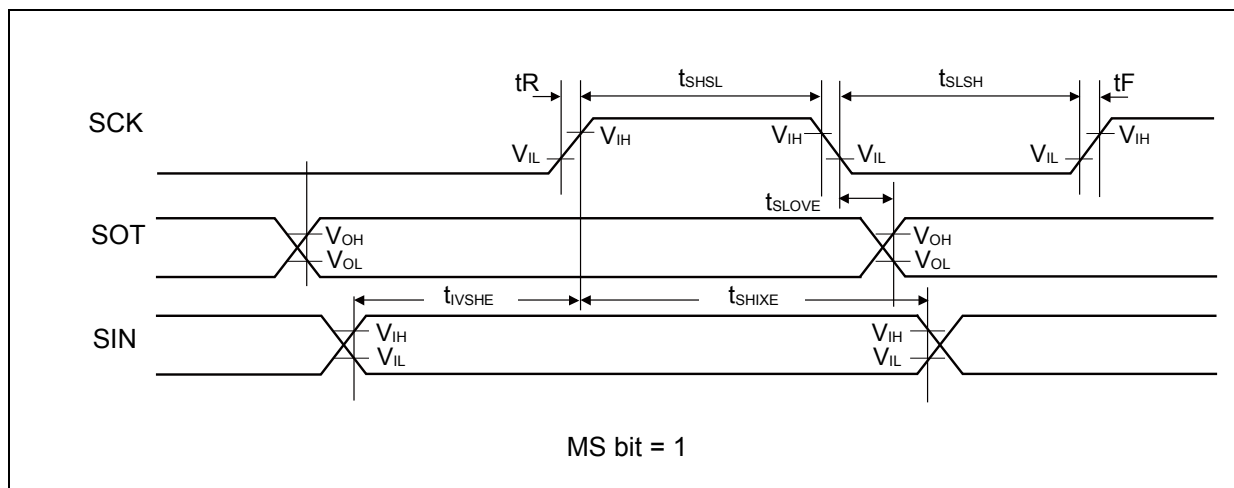 tR tSHSL tSLSH tF
SCK
VIH VIH VIH
VIL VIL VIL
tSLOVE
SOT
VOH VOH
VOL VOL
tIVSHE tSHIXE
SIN
VIH VIH
VIL VIL
MS bit = 1